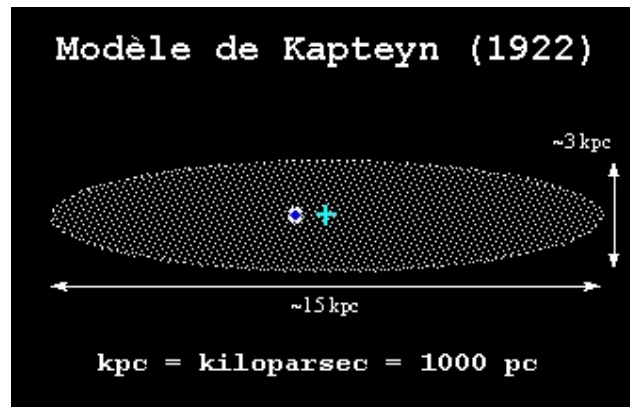 Modèle de Kapteyn (1922)
~3 kpc
~15 kpc
kpc = kiloparsec = 1000 pc